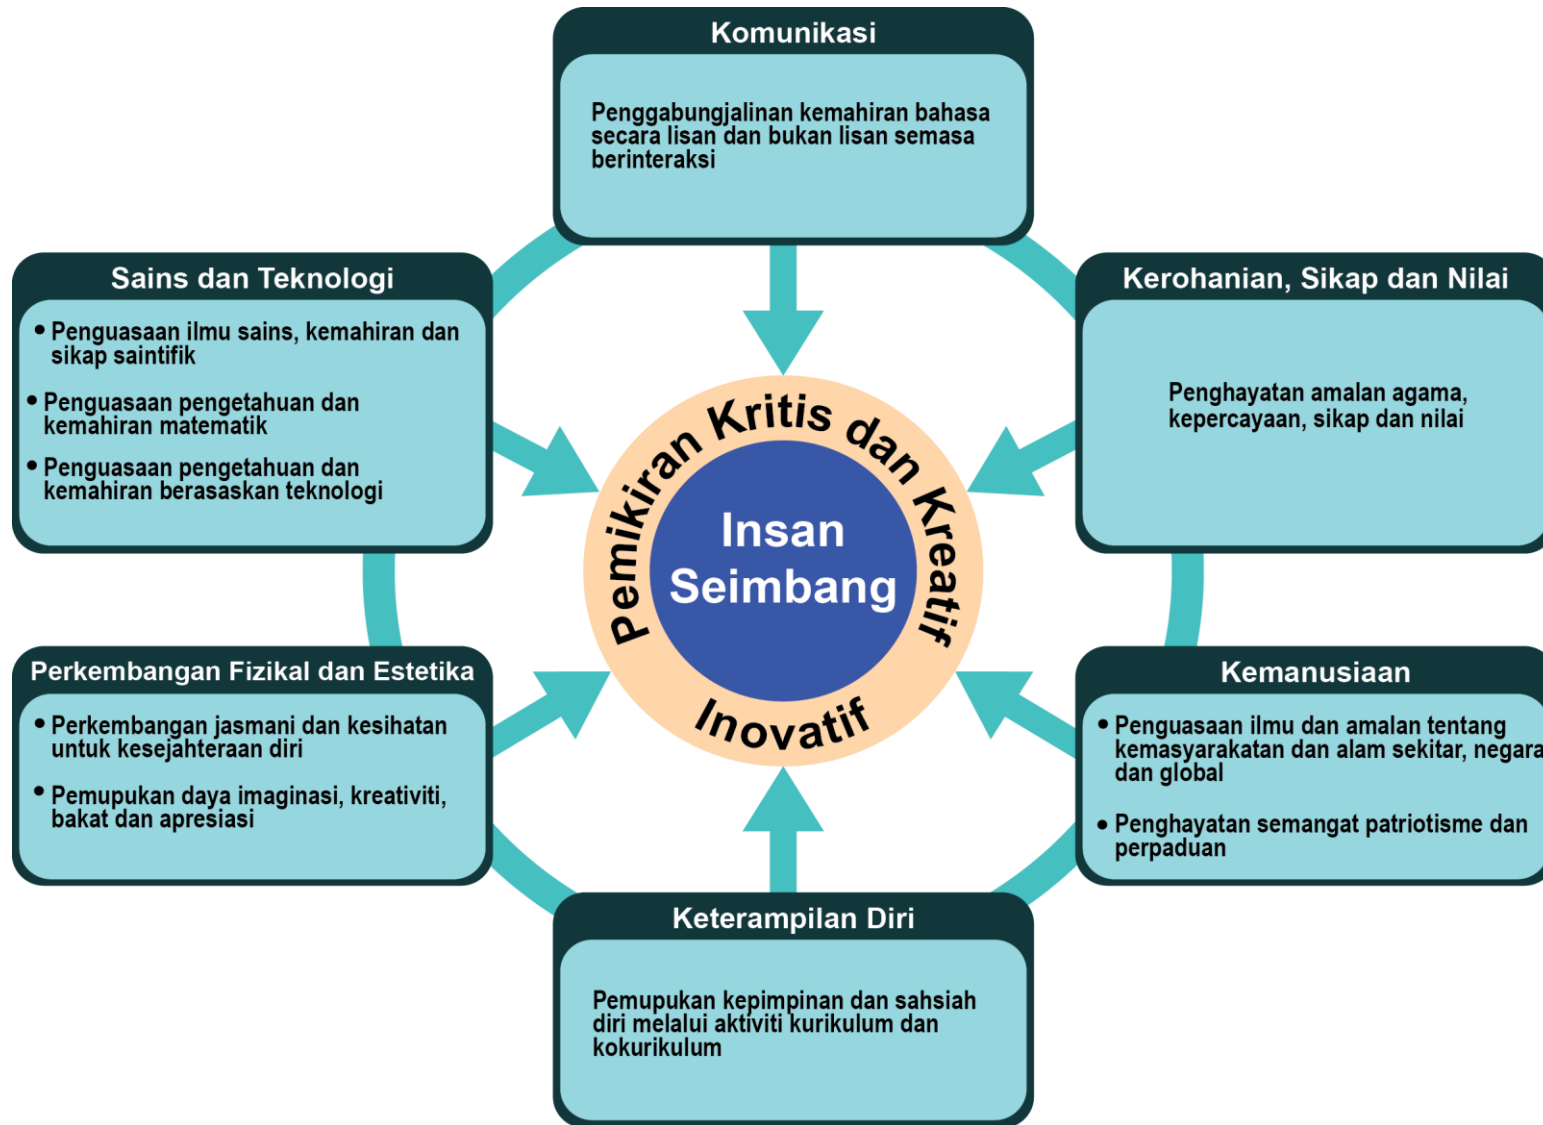 Komunikasi
Penggabungjalinan kemahiran bahasa
secara lisan dan bukan lisan semasa
berinteraksi
Sains dan Teknologi
• Penguasaan ilmu sains, kemahiran dan
sikap saintifik
• Penguasaan pengetahuan dan
kemahiran matematik
• Penguasaan pengetahuan dan
kemahiran berasaskan teknologi
Kerohanian, Sikap dan Nilai
Penghayatan amalan agama,
kepercayaan, sikap dan nilai
Pemikiran Kritis dan Kreatif
Insan
Seimbang
Inovatif
Perkembangan Fizikal dan Estetika
• Perkembangan jasmani dan kesihatan
untuk kesejahteraan diri
• Pemupukan daya imaginasi, kreativiti,
bakat dan apresiasi
Kemanusiaan
• Penguasaan ilmu dan amalan tentang
kemasyarakatan dan alam sekitar, negara
dan global
• Penghayatan semangat patriotisme dan
perpaduan
Keterampilan Diri
Pemupukan kepimpinan dan sahsiah
diri melalui aktiviti kurikulum dan
kokurikulum